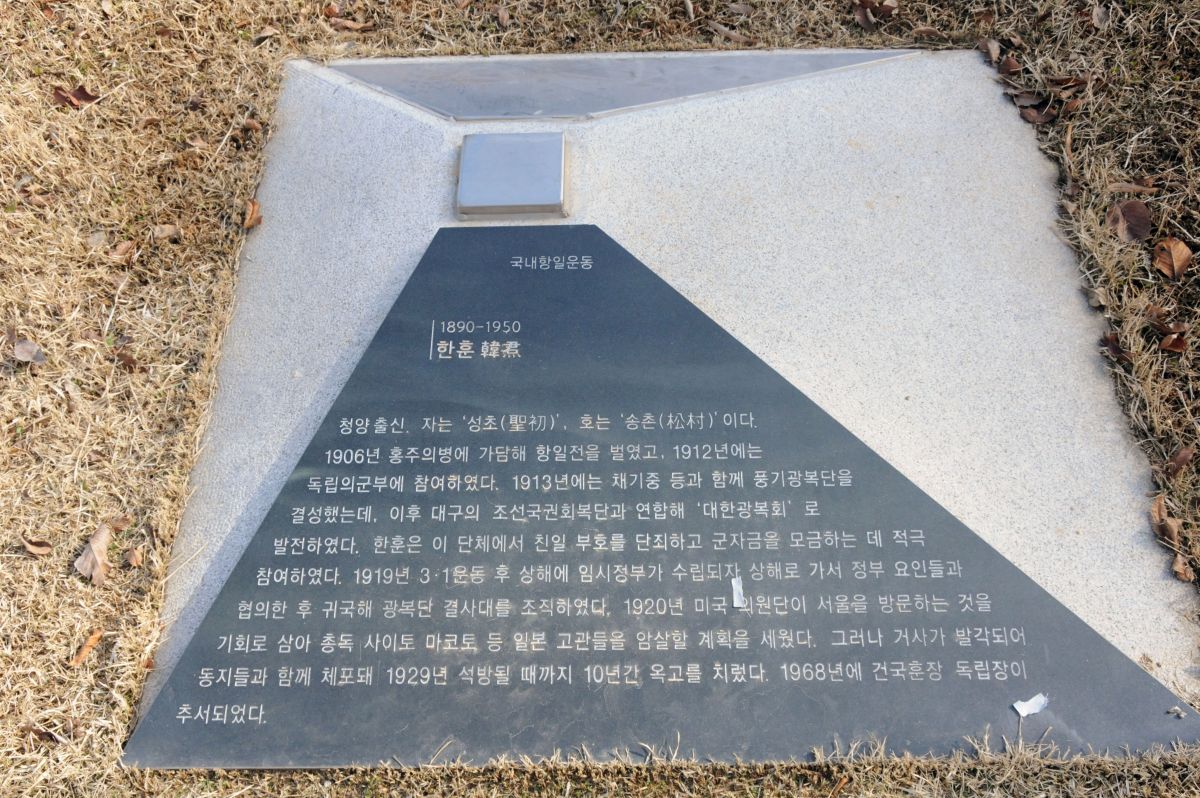 국내항일운동
1890-1950
한훈 韓焄
청양 출신. 자는 '성초(聖初)', 호는 '송촌(松村)'이다.
1906년 홍주의병에 가담해 항일전을 벌였고, 1912년에는
독립의군부에 참여하였다. 1913년에는 채기중 등과 함께 풍기광복단을
결성했는데, 이후 대구의 조선국권회복단과 연합해 '대한광복회' 로
발전하였다. 한훈은 이 단체에서 친일 부호를 단죄하고 군자금을 모금하는 데 적극
참여하였다. 1919년 3·1운동 후 상해에 임시정부가 수립되자 상해로 가서 정부 요인들과
협의한 후 귀국해 광복단 결사대를 조직하였다. 1920년 미국 의원단이 서울을 방문하는 것을
기회로 삼아 총독 사이토 마코토 등 일본 고관들을 암살할 계획을 세웠다. 그러나 거사가 발각되어
동지들과 함께 체포돼 1929년 석방될 때까지 10년간 옥고를 치렀다. 1968년에 건국훈장 독립장이
추서되었다.